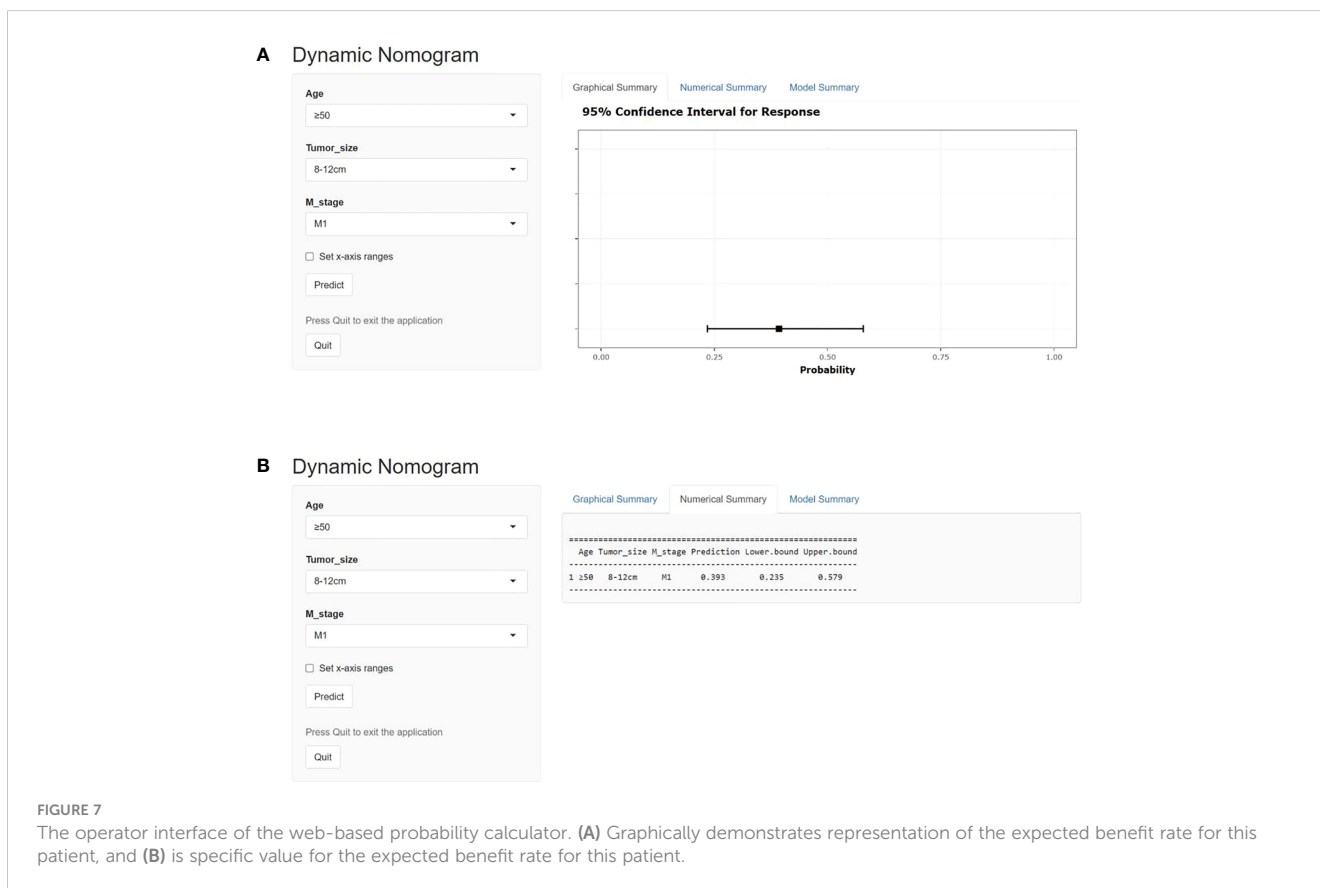 A Dynamic Nomogram
Age
≥50
Tumor_size
8-12cm
M_stage
M1
Set x-axis ranges
Predict
Press Quit to exit the application
Quit
Graphical Summary Numerical Summary Model Summary
95% Confidence Interval for Response
0.00 0.25 0.50 0.75 1.00
Probability
B Dynamic Nomogram
Age
≥50
Tumor_size
8-12cm
M_stage
M1
Set x-axis ranges
Predict
Press Quit to exit the application
Quit
Graphical Summary Numerical Summary Model Summary
===========================================================
Age Tumor_size M_stage Prediction Lower.bound Upper.bound
-----------------------------------------------------------
1 ≥50 8-12cm M1 0.393 0.235 0.579
-----------------------------------------------------------
FIGURE 7
The operator interface of the web-based probability calculator. (A) Graphically demonstrates representation of the expected benefit rate for this
patient, and (B) is specific value for the expected benefit rate for this patient.